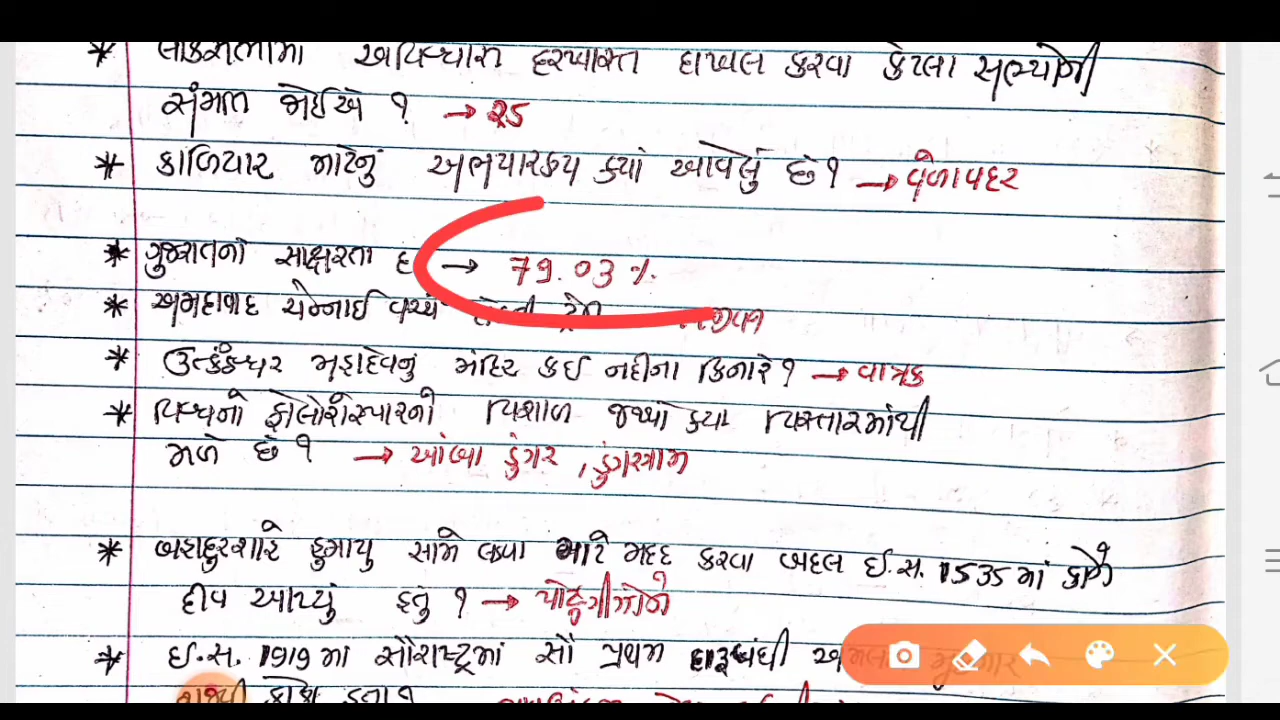 * લોકસભામાં અવિશ્વાસ દરખાસ્ત દાખલ કરવા કેટલા સભ્યોની
સંમતિ જોઈએ ? → ૨૬
* કાળિયાર માટેનું અભયારણ્ય ક્યાં આવેલું છે ? → વેળાવદર
* ગુજરાતનો સાક્ષરતા દ → 79.03 %
* અમદાવાદ ચેન્નાઈ વચ્ચે
* ઉત્કંઠેશ્વર મહાદેવનું મંદિર કઈ નદીના કિનારે ? → વાત્રક
* વિશ્વનો ફ્લોરોસ્પારની વિશાળ જથ્થો ક્યા વિસ્તારમાંથી
મળે છે ? → આંબા ડુંગર , ડુંગરગામ
* બહાદુરશાહે હુમાયુ સામે લડવા માટે મદદ કરવા બદલ ઈ.સ. 1535 માં કોને
દીવ આપ્યું હતું ? → પોર્ટુગીઝોને
* ઈ.સ. 1919 માં સૌરાષ્ટ્રમાં સૌ પ્રથમ દારૂબંધી